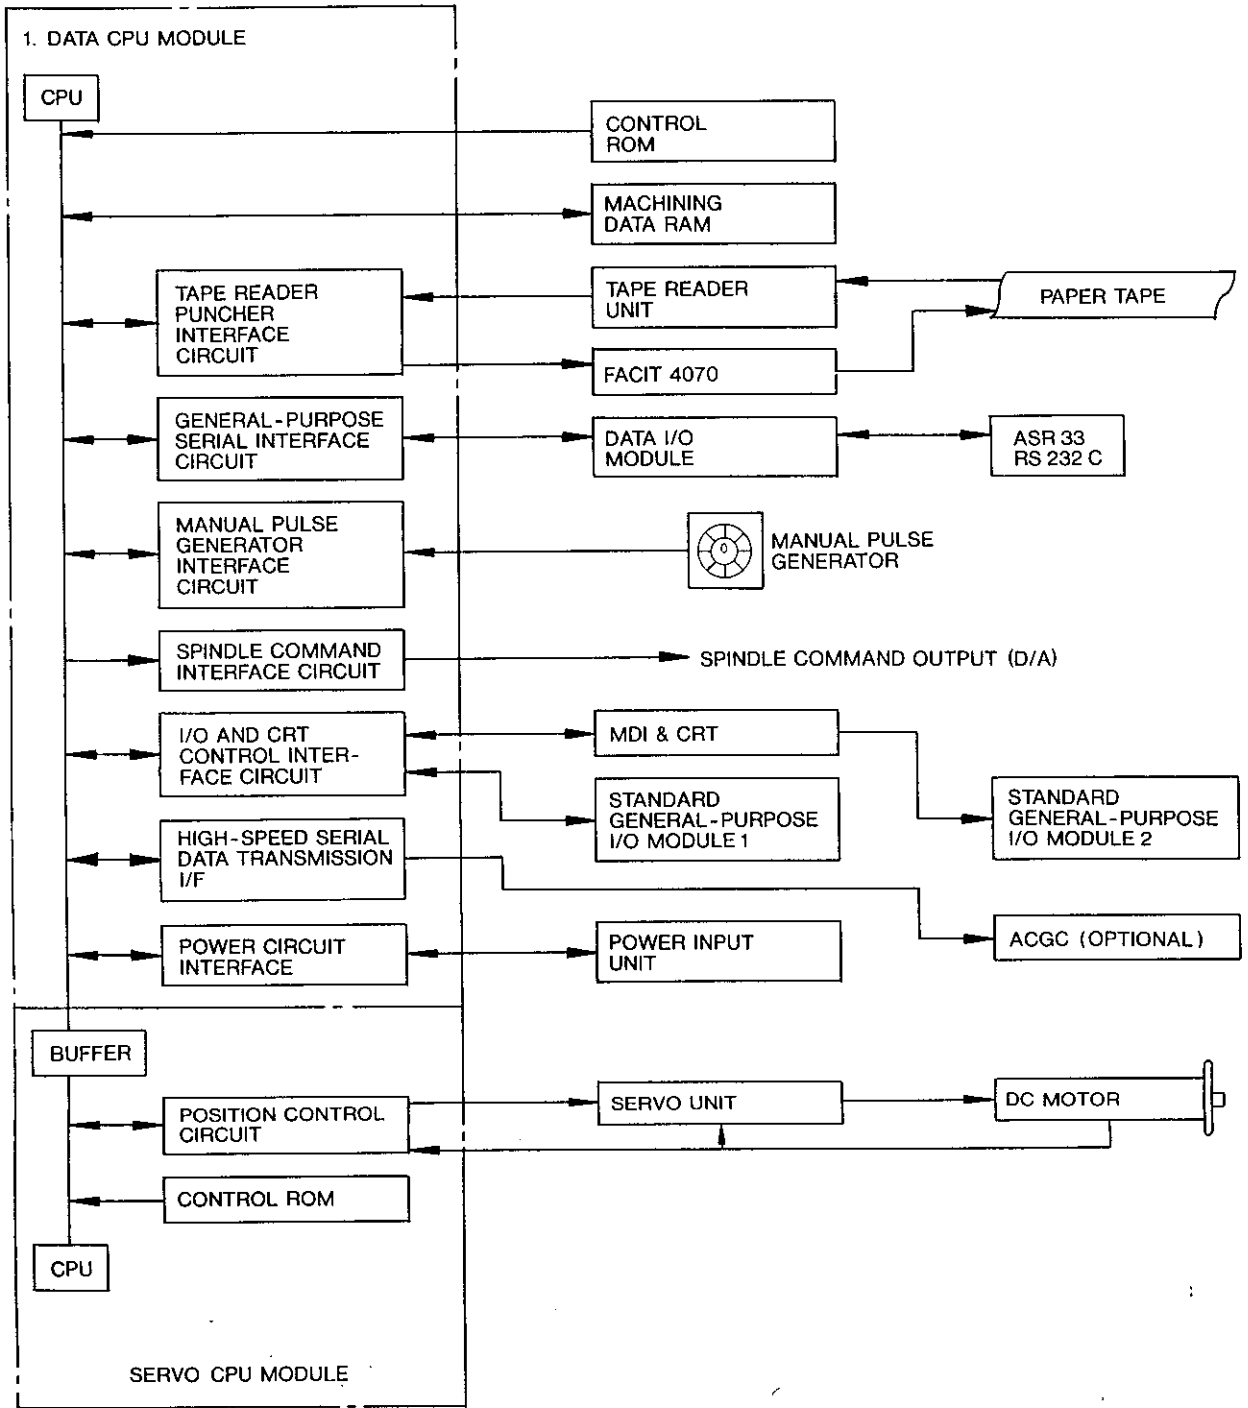 1. DATA CPU MODULE
CPU
CONTROL
ROM
MACHINING
DATA RAM
TAPE READER
PUNCHER
INTERFACE
CIRCUIT
TAPE READER
UNIT
PAPER TAPE
FACIT 4070
GENERAL-PURPOSE
SERIAL INTERFACE
CIRCUIT
DATA I/O
MODULE
ASR 33
RS 232 C
MANUAL PULSE
GENERATOR
INTERFACE
CIRCUIT
MANUAL PULSE
GENERATOR
SPINDLE COMMAND
INTERFACE CIRCUIT
SPINDLE COMMAND OUTPUT (D/A)
I/O AND CRT
CONTROL INTER-
FACE CIRCUIT
MDI & CRT
STANDARD
GENERAL-PURPOSE
I/O MODULE 1
STANDARD
GENERAL-PURPOSE
I/O MODULE 2
HIGH-SPEED SERIAL
DATA TRANSMISSION
I/F
ACGC (OPTIONAL)
POWER CIRCUIT
INTERFACE
POWER INPUT
UNIT
BUFFER
POSITION CONTROL
CIRCUIT
SERVO UNIT
DC MOTOR
CONTROL ROM
CPU
SERVO CPU MODULE